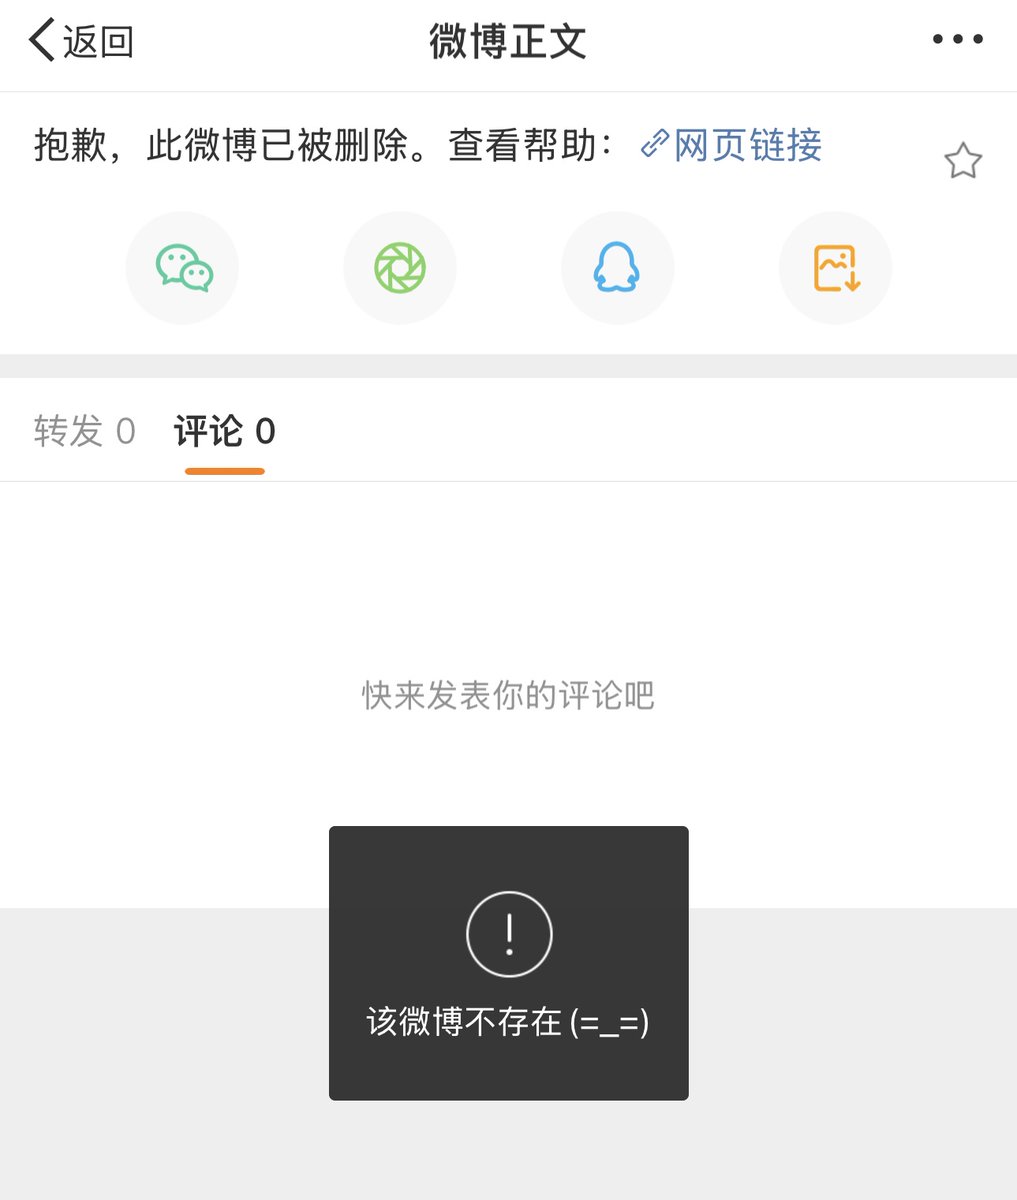 返回
微博正文
抱歉，此微博已被删除。查看帮助：网页链接
转发 0
评论 0
快来发表你的评论吧
该微博不存在(=_=)